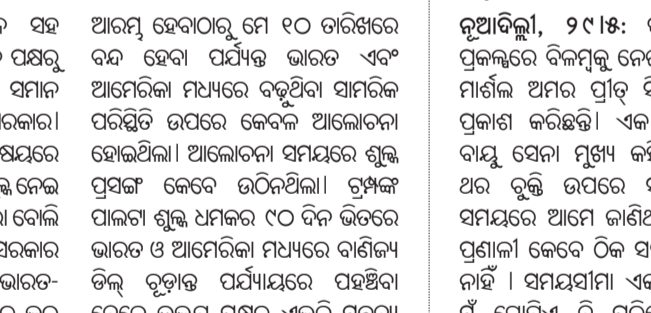 ସହ
ପକ୍ଷରୁ
ସମାନ
ସରକାର।
ଷୟରେ
ନେଇ
ବୋଲି
ସରକାର
ଭାରତ-
ଆରମ୍ଭ ହେବାଠାରୁ ମେ ୧୦ ତାରିଖରେ
ବନ୍ଦ ହେବା ପର୍ଯ୍ୟନ୍ତ ଭାରତ ଏବଂ
ଆମେରିକା ମଧ୍ୟରେ ବଢ଼ୁଥିବା ସାମରିକ
ପରିସ୍ଥିତି ଉପରେ କେବଳ ଆଲୋଚନା
ହୋଇଥିଲା। ଆଲୋଚନା ସମୟରେ ଶୁଳ୍କ
ପ୍ରସଙ୍ଗ କେବେ ଉଠିନଥିଲା। ଟ୍ରମ୍ପଙ୍କ
ପାଲଟା ଶୁଳ୍କ ଧମକର ୯୦ ଦିନ ଭିତରେ
ଭାରତ ଓ ଆମେରିକା ମଧ୍ୟରେ ବାଣିଜ୍ୟ
ଡିଲ୍ ଚୂଡ଼ାନ୍ତ ପର୍ଯ୍ୟାୟରେ ପହଞ୍ଚିବା
ନୂଆଦିଲ୍ଲୀ, ୨୯।୫:
ପ୍ରକଳ୍ପରେ ବିଳମ୍ବକୁ ନେଇ
ମାର୍ଶଲ ଅମର ପ୍ରୀତ୍
ପ୍ରକାଶ କରିଛନ୍ତି। ଏକ
ବାୟୁ ସେନା ମୁଖ୍ୟ
ଥର ଚୁକ୍ତି ଉପରେ
ସମୟରେ ଆମେ
ପ୍ରଣାଳୀ କେବେ ଠିକ
ନାହିଁ । ସମୟସୀମା ଏକ